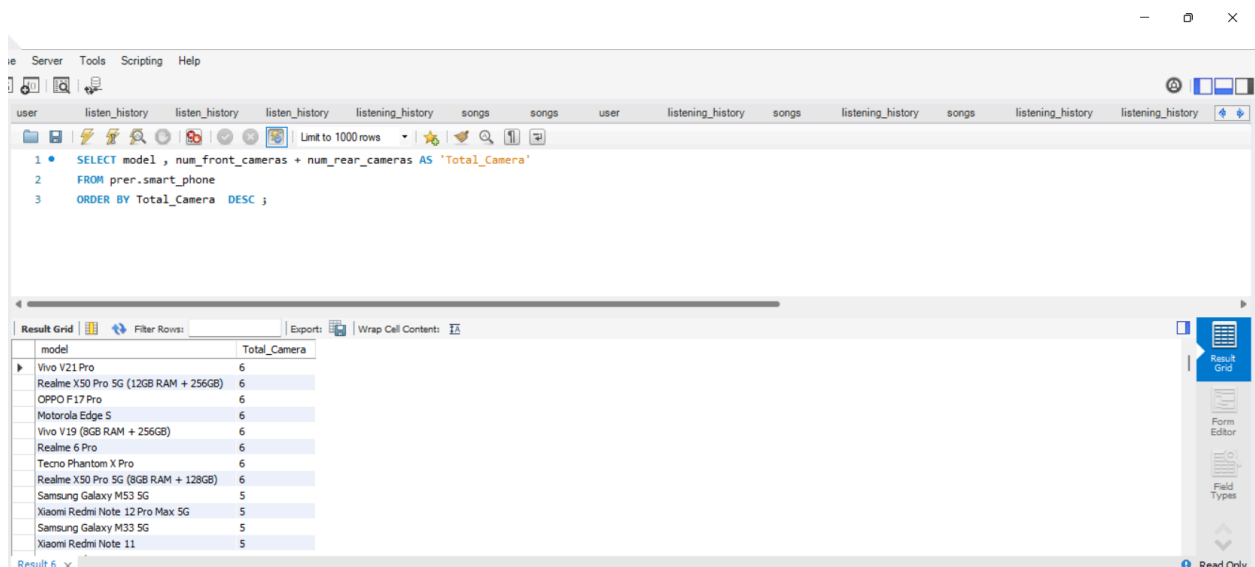 Server Tools Scripting Help
user listen_history listen_history listen_history listening_history songs songs user listening_history songs listening_history songs listening_history listening_history
Limit to 1000 rows
1 SELECT model , num_front_cameras + num_rear_cameras AS 'Total_Camera'
2 FROM prer.smart_phone
3 ORDER BY Total_Camera DESC ;
Result Grid Filter Rows: Export: Wrap Cell Content:
Result
Grid
model Total_Camera
Vivo V21 Pro 6
Realme X50 Pro 5G (12GB RAM + 256GB) 6
OPPO F17 Pro 6
Motorola Edge S 6
Vivo V19 (8GB RAM + 256GB) 6
Realme 6 Pro 6
Tecno Phantom X Pro 6
Realme X50 Pro 5G (8GB RAM + 128GB) 6
Samsung Galaxy M53 5G 5
Xiaomi Redmi Note 12 Pro Max 5G 5
Samsung Galaxy M33 5G 5
Xiaomi Redmi Note 11 5
Form
Editor
Field
Types
Result 6 Read Only